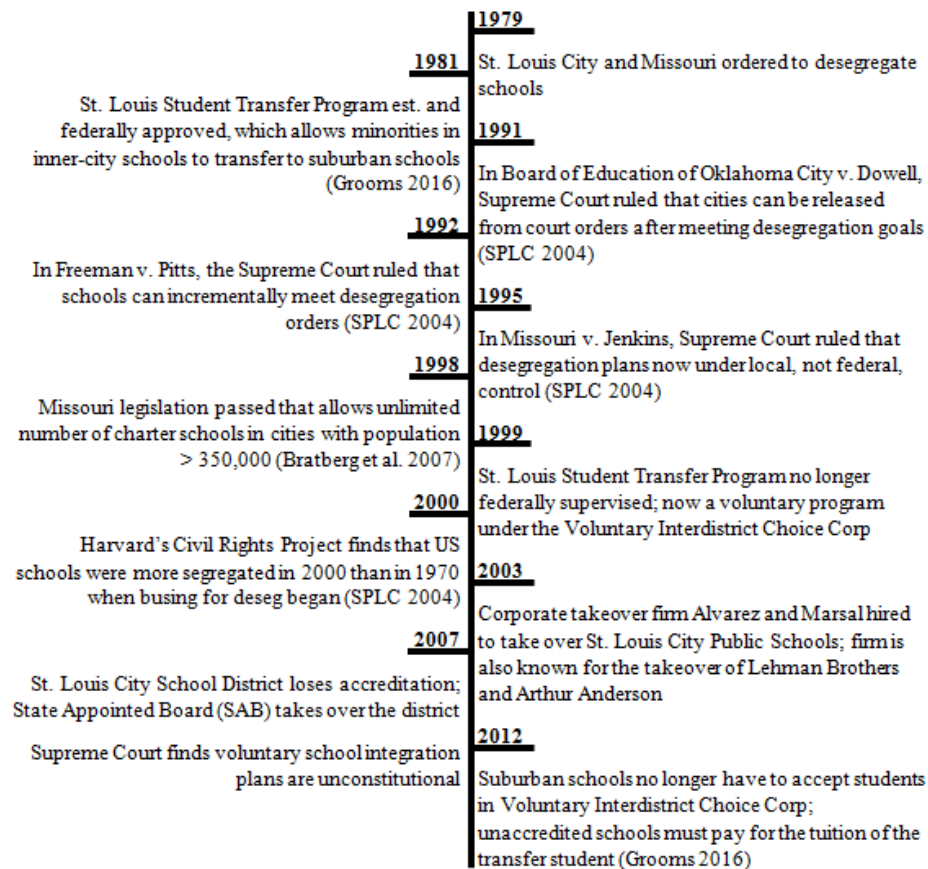 1979
St. Louis City and Missouri ordered to desegregate
schools
1981
St. Louis Student Transfer Program est. and
federally approved, which allows minorities in
inner-city schools to transfer to suburban schools
(Grooms 2016)
1991
In Board of Education of Oklahoma City v. Dowell,
Supreme Court ruled that cities can be released
from court orders after meeting desegregation goals
(SPLC 2004)
1992
In Freeman v. Pitts, the Supreme Court ruled that
schools can incrementally meet desegregation
orders (SPLC 2004)
1995
In Missouri v. Jenkins, Supreme Court ruled that
desegregation plans now under local, not federal,
control (SPLC 2004)
1998
Missouri legislation passed that allows unlimited
number of charter schools in cities with population
> 350,000 (Bratberg et al. 2007)
1999
St. Louis Student Transfer Program no longer
federally supervised; now a voluntary program
under the Voluntary Interdistrict Choice Corp
2000
Harvard's Civil Rights Project finds that US
schools were more segregated in 2000 than in 1970
when busing for deseg began (SPLC 2004)
2003
Corporate takeover firm Alvarez and Marsal hired
to take over St. Louis City Public Schools; firm is
also known for the takeover of Lehman Brothers
and Arthur Anderson
2007
St. Louis City School District loses accreditation;
State Appointed Board (SAB) takes over the district
Supreme Court finds voluntary school integration
plans are unconstitutional
2012
Suburban schools no longer have to accept students
in Voluntary Interdistrict Choice Corp;
unaccredited schools must pay for the tuition of the
transfer student (Grooms 2016)